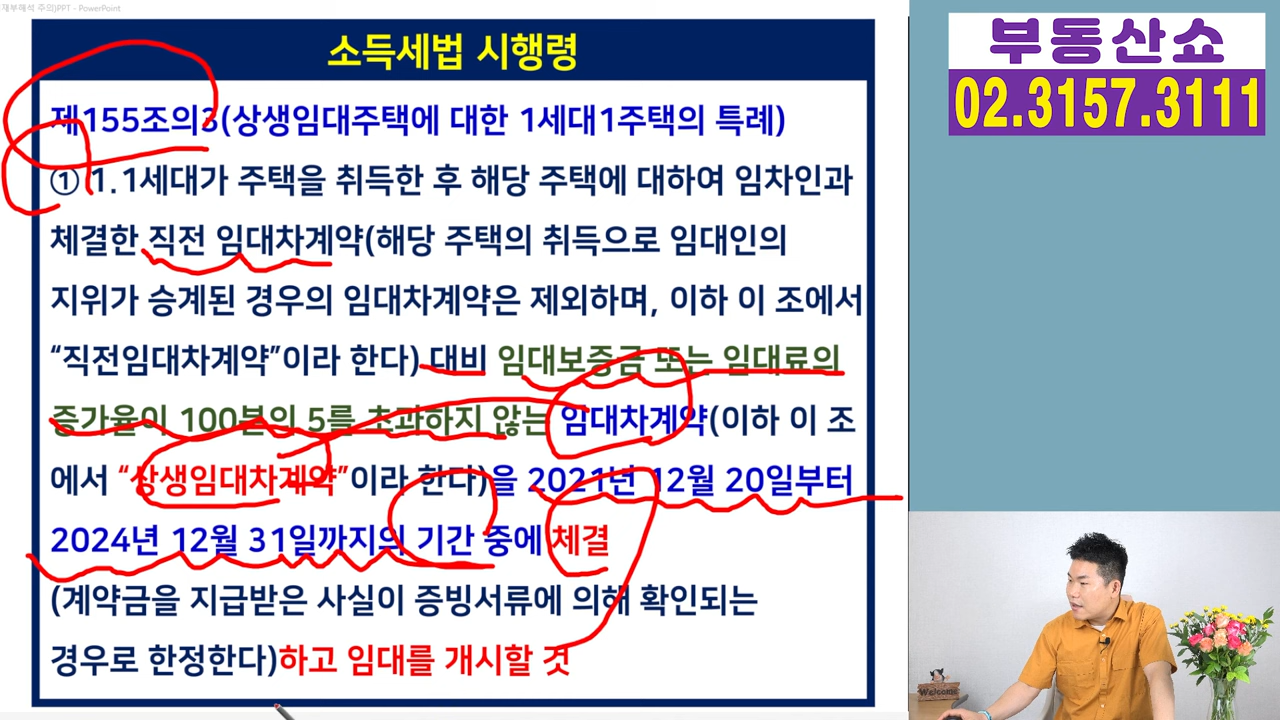 재부해석 주의)PPT - PowerPoint
소득세법 시행령
제155조의3(상생임대주택에 대한 1세대1주택의 특례)
① 1.1세대가 주택을 취득한 후 해당 주택에 대하여 임차인과
체결한 직전 임대차계약(해당 주택의 취득으로 임대인의
지위가 승계된 경우의 임대차계약은 제외하며, 이하 이 조에서
“직전임대차계약”이라 한다) 대비 임대보증금 또는 임대료의
증가율이 100분의 5를 초과하지 않는 임대차계약(이하 이 조
에서 “상생임대차계약”이라 한다)을 2021년 12월 20일부터
2024년 12월 31일까지의 기간 중에 체결
(계약금을 지급받은 사실이 증빙서류에 의해 확인되는
경우로 한정한다)하고 임대를 개시할 것
부동산쇼
02.3157.3111
Welcome